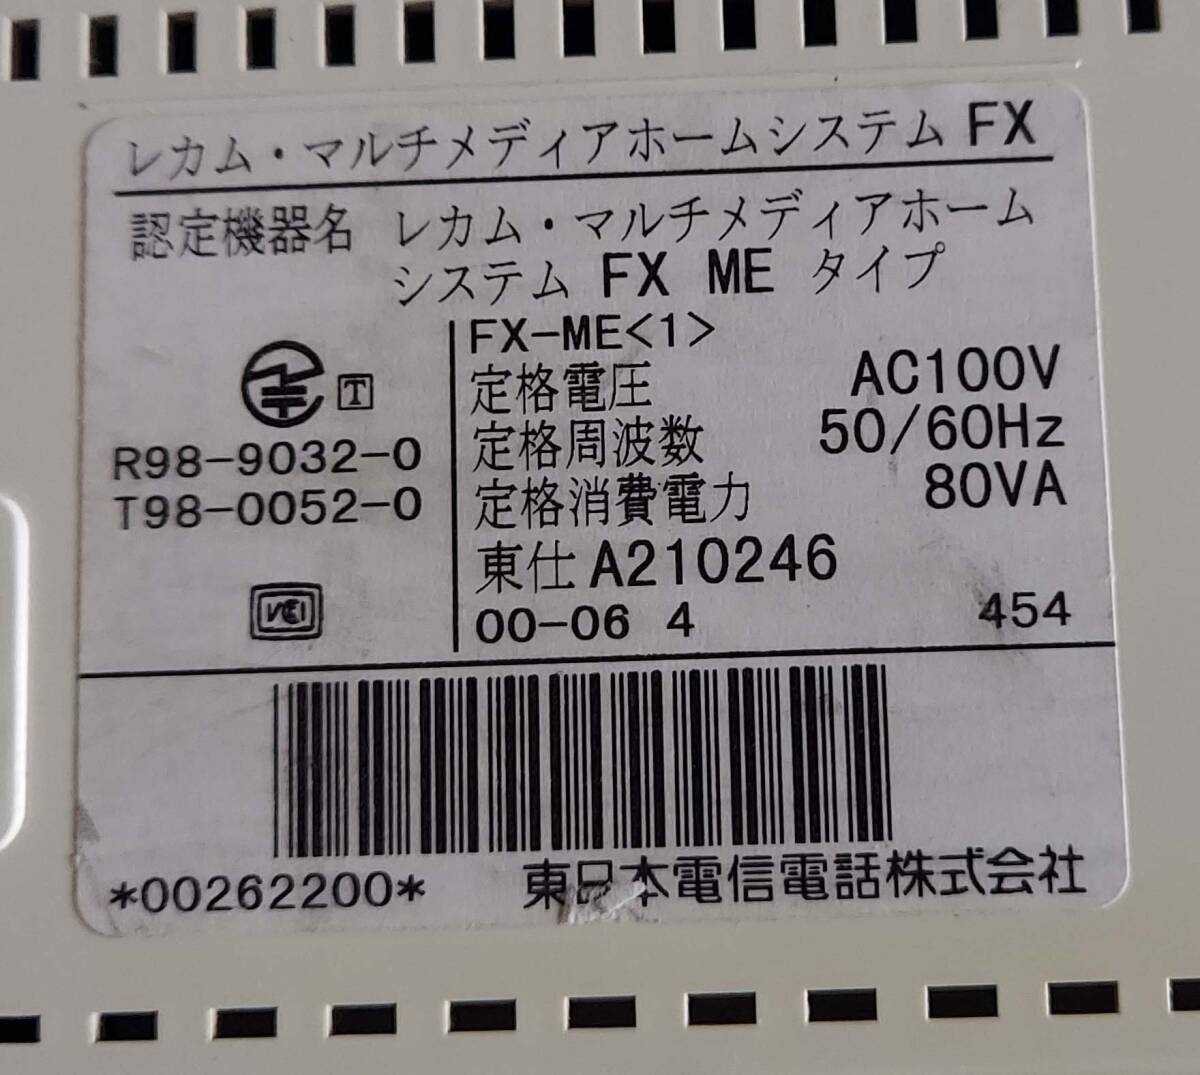 レカム・マルチメディアホームシステム FX
認定機器名 レカム・マルチメディアホーム
システム FX ME タイプ
T
R98-9032-0
T98-0052-0
VCI
FX-ME<1>
定格電圧 AC100V
定格周波数 50/60Hz
定格消費電力 80VA
東仕 A210246
00-06 4 454
*00262200*
東日本電信電話株式会社